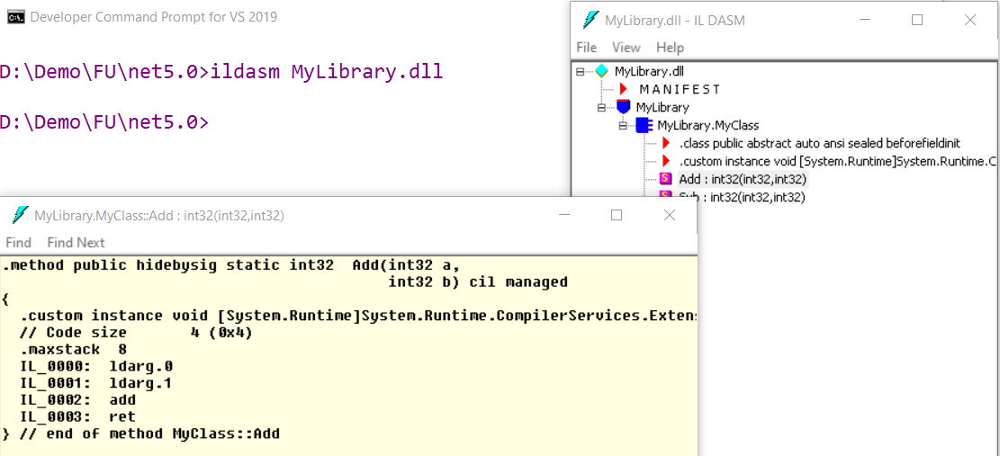 Developer Command Prompt for VS 2019
D:\Demo\FU\net5.0>ildasm MyLibrary.dll
D:\Demo\FU\net5.0>
MyLibrary.dll - IL DASM
File View Help
MyLibrary.dll
M A N I F E S T
MyLibrary
MyLibrary.MyClass
.class public abstract auto ansi sealed beforefieldinit
.custom instance void [System.Runtime]System.Runtime.C
Add : int32(int32,int32)
Sub : int32(int32,int32)
MyLibrary.MyClass::Add : int32(int32,int32)
Find Find Next
.method public hidebysig static int32  Add(int32 a,
int32 b) cil managed
{
.custom instance void [System.Runtime]System.Runtime.CompilerServices.Extens
// Code size       4 (0x4)
.maxstack  8
IL_0000:  ldarg.0
IL_0001:  ldarg.1
IL_0002:  add
IL_0003:  ret
} // end of method MyClass::Add